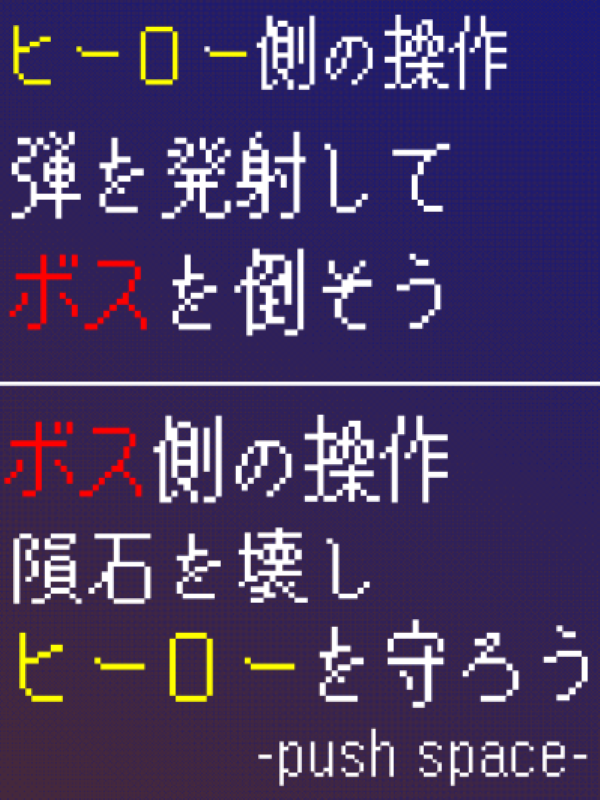 ヒーロー側の操作
弾を発射して
ボスを倒そう
ボス側の操作
隕石を壊し
ヒーローを守ろう
-push space-